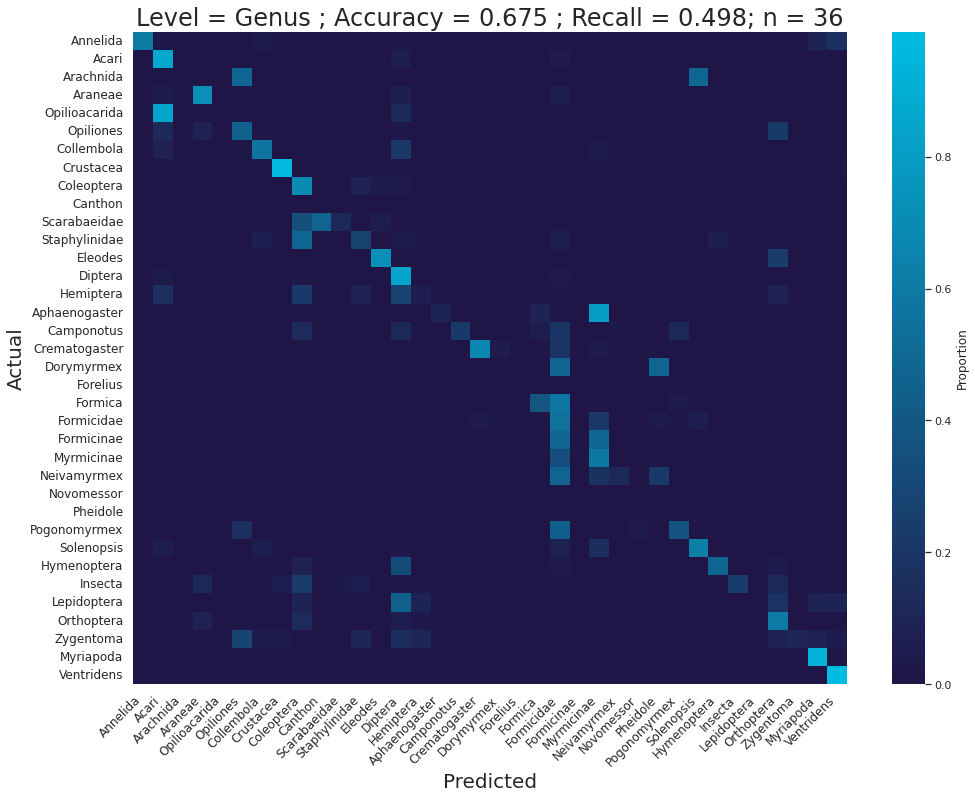 Level = Genus ; Accuracy = 0.675 ; Recall = 0.498; n = 36
Annelida
Acari
Arachnida
Araneae
Opilioacarida
Opiliones
Collembola
Crustacea
Coleoptera
Canthon
Scarabaeidae
Staphylinidae
Eleodes
Diptera
Hemiptera
Aphaenogaster
Camponotus
Crematogaster
Dorymyrmex
Forelius
Formica
Formicidae
Formicinae
Myrmicinae
Neivamyrmex
Novomessor
Pheidole
Pogonomyrmex
Solenopsis
Hymenoptera
Insecta
Lepidoptera
Orthoptera
Zygentoma
Myriapoda
Ventridens
Actual
Annelida
Acari
Arachnida
Araneae
Opilioacarida
Opiliones
Collembola
Crustacea
Coleoptera
Canthon
Scarabaeidae
Staphylinidae
Eleodes
Diptera
Hemiptera
Aphaenogaster
Camponotus
Crematogaster
Dorymyrmex
Forelius
Formica
Formicidae
Formicinae
Myrmicinae
Neivamyrmex
Novomessor
Pheidole
Pogonomyrmex
Solenopsis
Hymenoptera
Insecta
Lepidoptera
Orthoptera
Zygentoma
Myriapoda
Ventridens
Predicted
0.8
0.6
0.4
0.2
0.0
Proportion